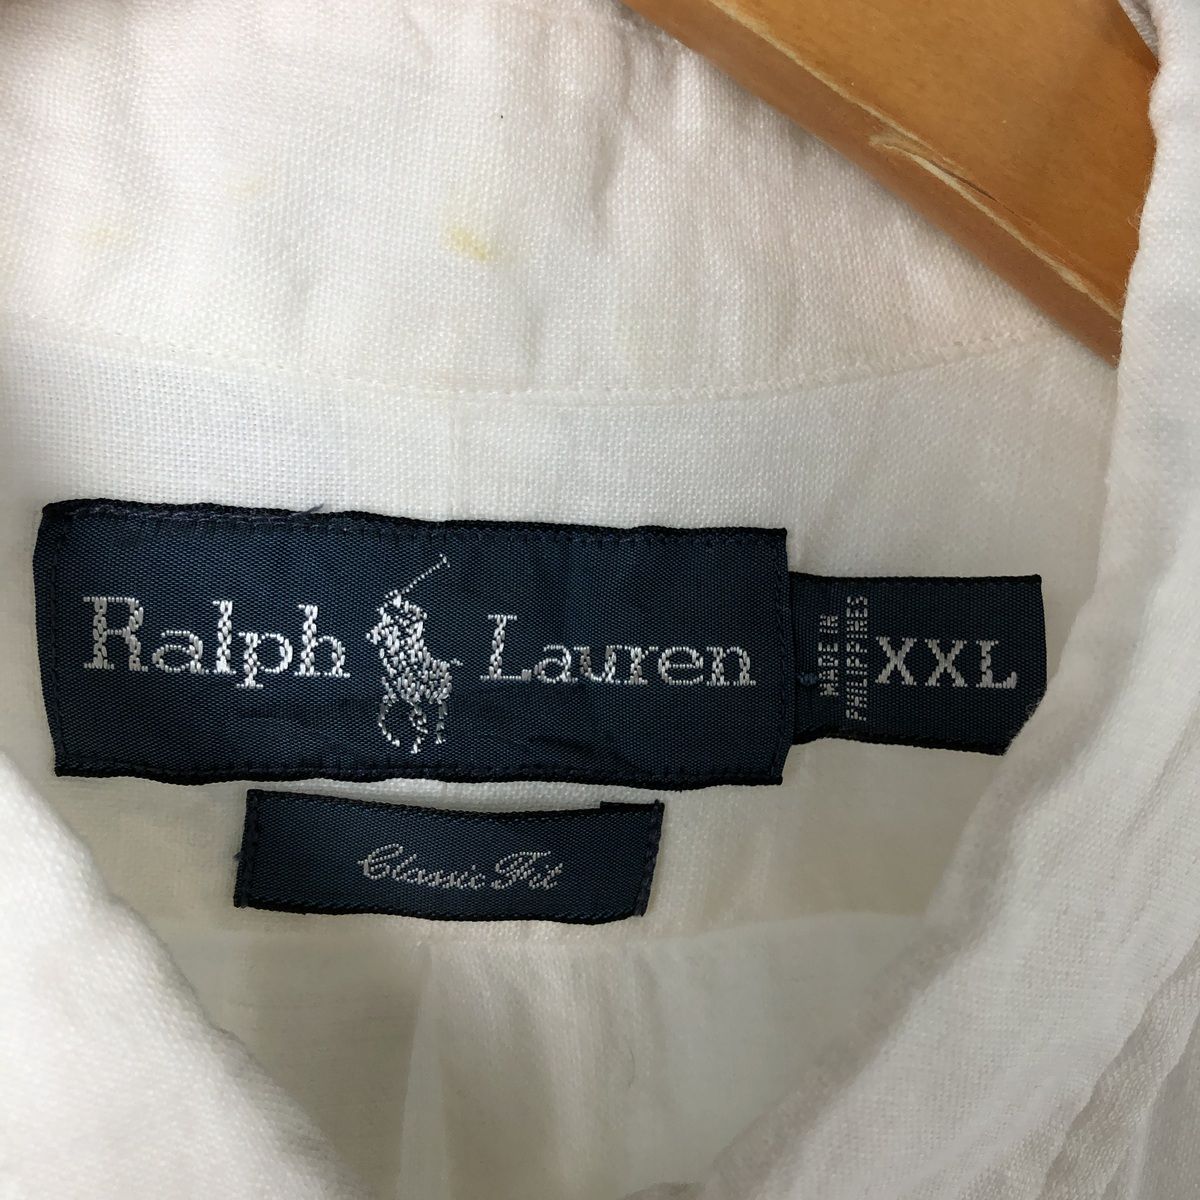 Ralph Lauren
MADE IN
PHILIPPINES
XXL
Classic Fit